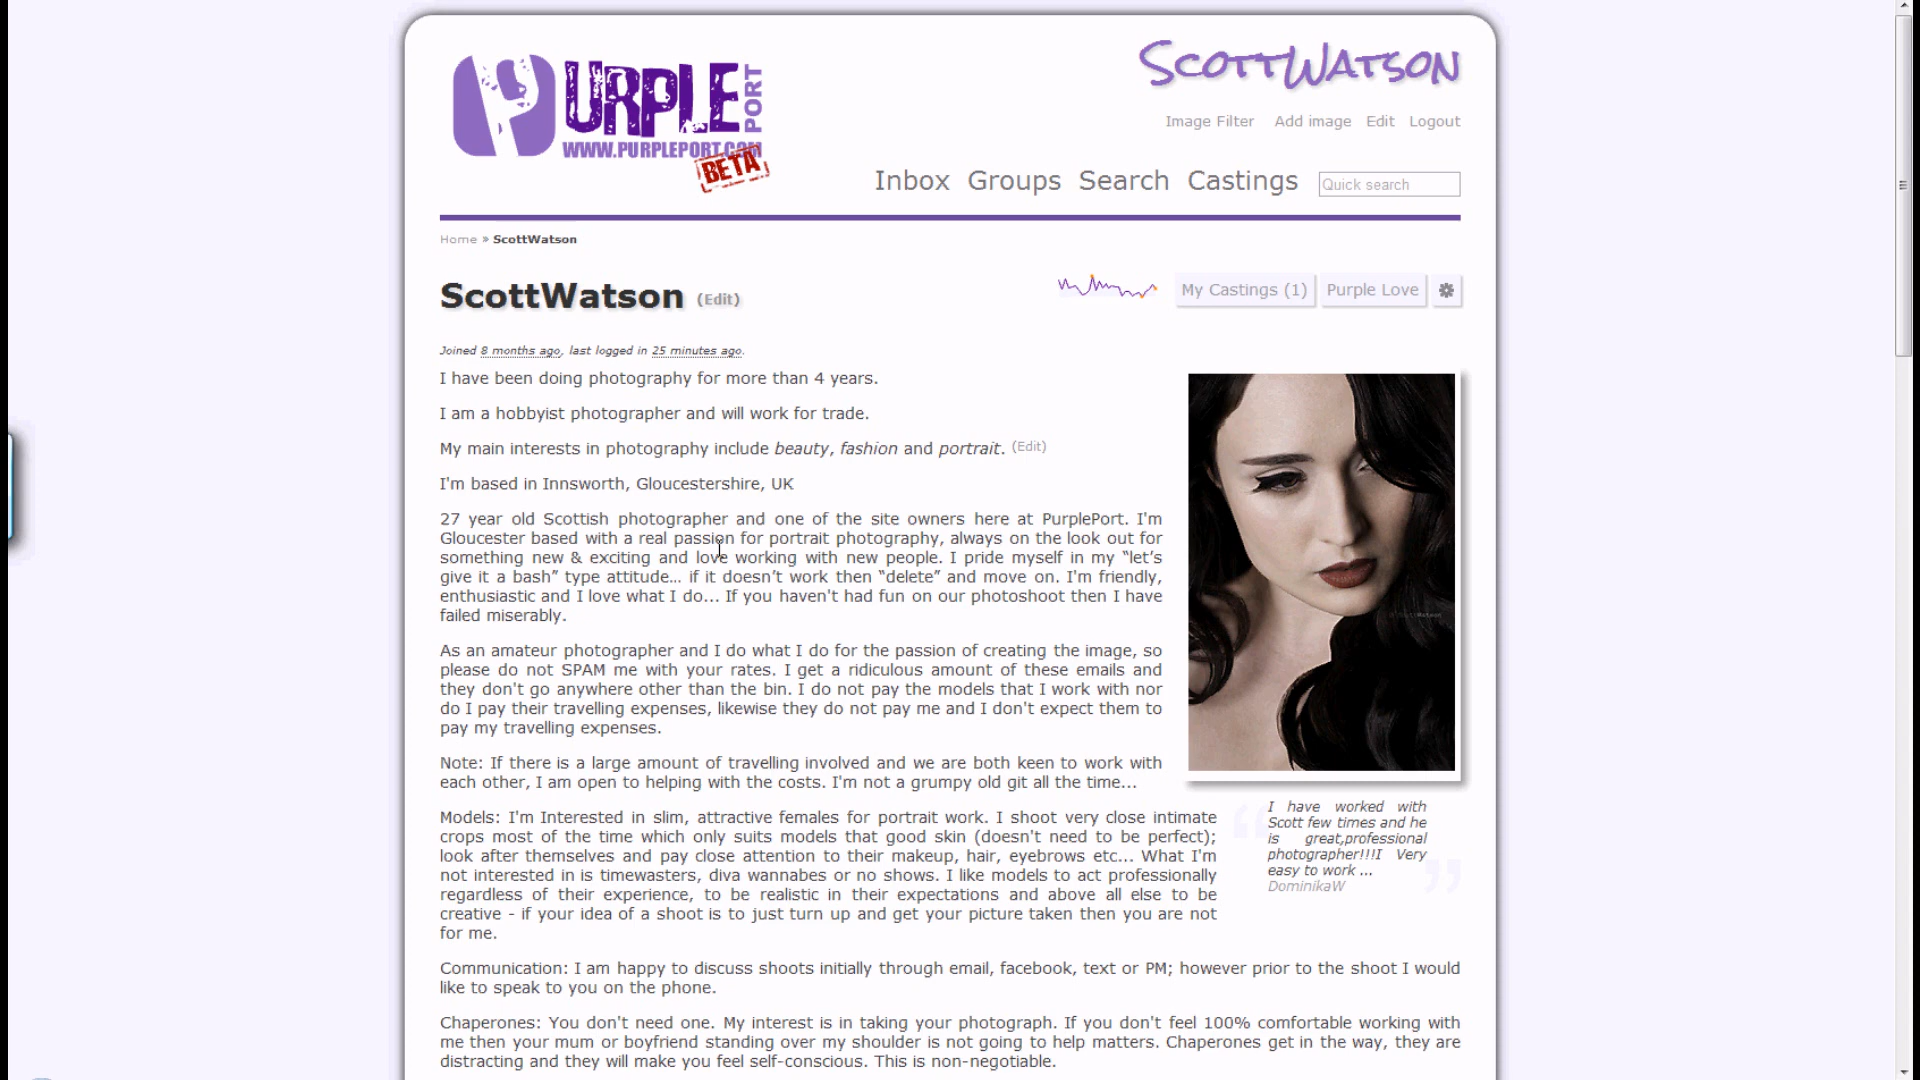 PURPLE PORT
WWW.PURPLEPORT.COM
BETA
ScottWatson
Image Filter Add image Edit Logout
Inbox Groups Search Castings Quick search
Home » ScottWatson
ScottWatson (Edit)
My Castings (1) Purple Love
Joined 8 months ago, last logged in 25 minutes ago.
I have been doing photography for more than 4 years.
I am a hobbyist photographer and will work for trade.
My main interests in photography include beauty, fashion and portrait. (Edit)
I'm based in Innsworth, Gloucestershire, UK
27 year old Scottish photographer and one of the site owners here at PurplePort. I'm
Gloucester based with a real passion for portrait photography, always on the look out for
something new & exciting and love working with new people. I pride myself in my “let’s
give it a bash” type attitude… if it doesn’t work then “delete” and move on. I'm friendly,
enthusiastic and I love what I do... If you haven't had fun on our photoshoot then I have
failed miserably.
As an amateur photographer and I do what I do for the passion of creating the image, so
please do not SPAM me with your rates. I get a ridiculous amount of these emails and
they don't go anywhere other than the bin. I do not pay the models that I work with nor
do I pay their travelling expenses, likewise they do not pay me and I don't expect them to
pay my travelling expenses.
Note: If there is a large amount of travelling involved and we are both keen to work with
each other, I am open to helping with the costs. I'm not a grumpy old git all the time...
Models: I'm Interested in slim, attractive females for portrait work. I shoot very close intimate
crops most of the time which only suits models that good skin (doesn't need to be perfect);
look after themselves and pay close attention to their makeup, hair, eyebrows etc... What I'm
not interested in is timewasters, diva wannabes or no shows. I like models to act professionally
regardless of their experience, to be realistic in their expectations and above all else to be
creative - if your idea of a shoot is to just turn up and get your picture taken then you are not
for me.
“ I have worked with
Scott few times and he
is great,professional
photographer!!!I Very
easy to work ... ”
DominikaW
Communication: I am happy to discuss shoots initially through email, facebook, text or PM; however prior to the shoot I would
like to speak to you on the phone.
Chaperones: You don't need one. My interest is in taking your photograph. If you don't feel 100% comfortable working with
me then your mum or boyfriend standing over my shoulder is not going to help matters. Chaperones get in the way, they are
distracting and they will make you feel self-conscious. This is non-negotiable.